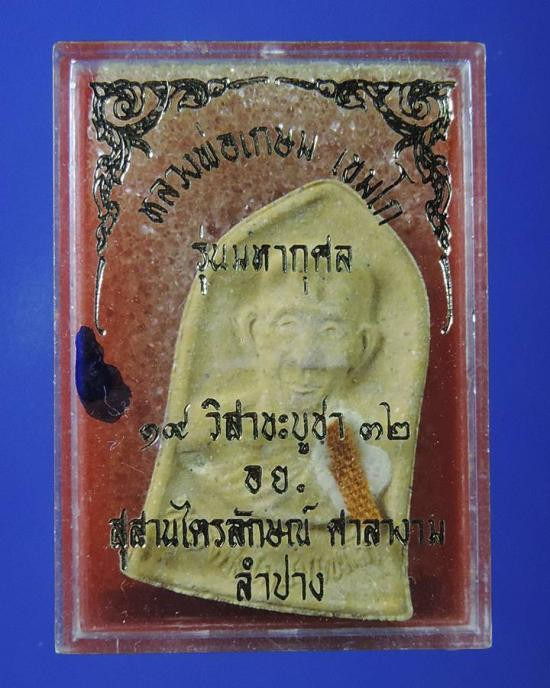 หลวงพ่อเกษม เขมโก
รุ่นมหากุศล
๑๙ วิสาขะบูชา ๓๒
อ ย.
สุสานไตรลักษณ์ ศาลางาม
ลำปาง